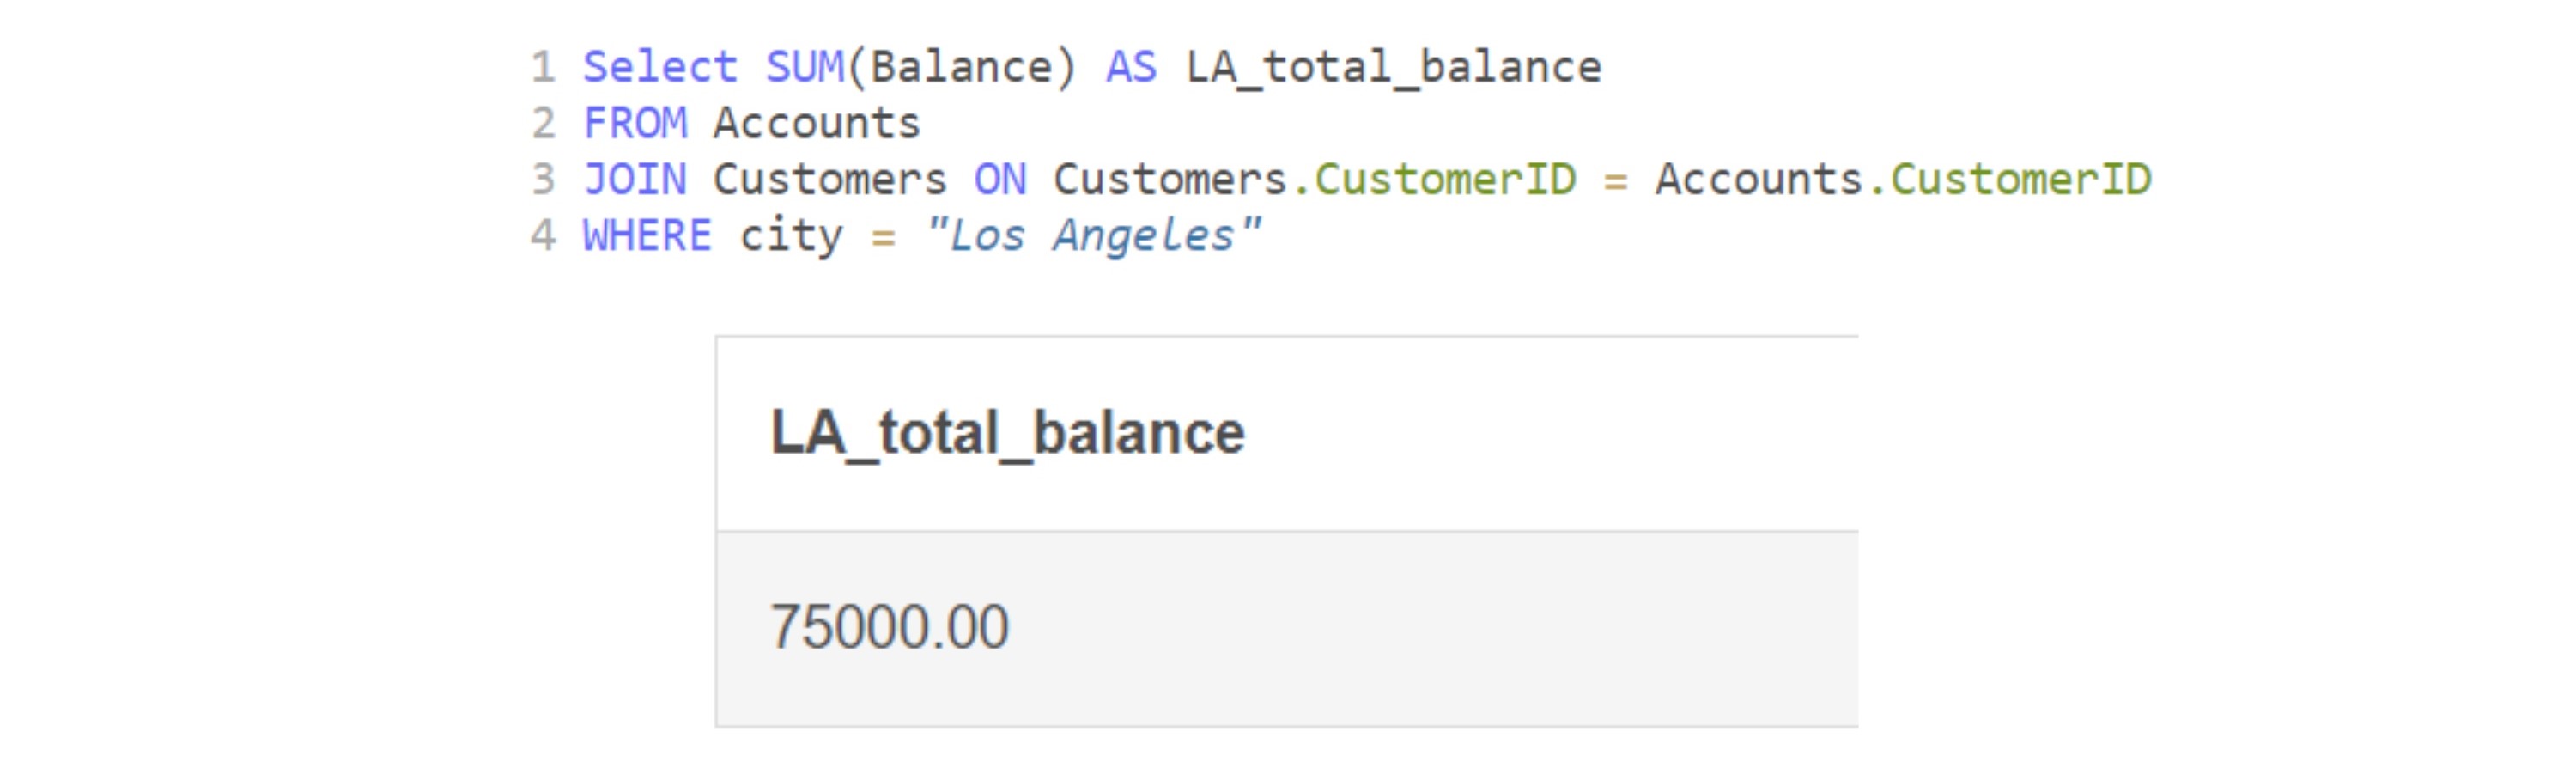 1 Select SUM(Balance) AS LA_total_balance
2 FROM Accounts
3 JOIN Customers ON Customers.CustomerID = Accounts.CustomerID
4 WHERE city = "Los Angeles"
LA_total_balance
75000.00